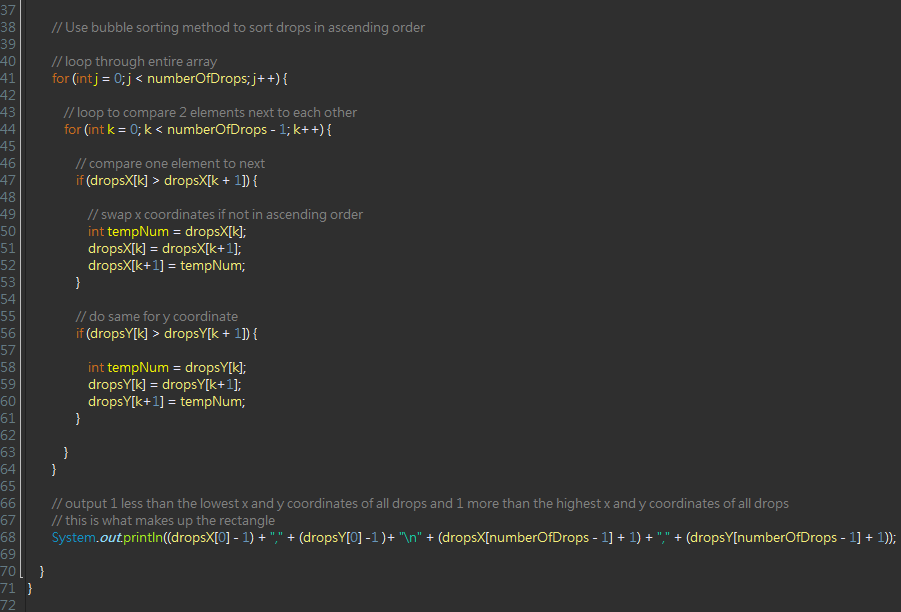 37
38 // Use bubble sorting method to sort drops in ascending order
39
40 // loop through entire array
41 for (int j = 0; j < numberOfDrops; j++) {
42
43 // loop to compare 2 elements next to each other
44 for (int k = 0; k < numberOfDrops - 1; k++) {
45
46 // compare one element to next
47 if (dropsX[k] > dropsX[k + 1]) {
48
49 // swap x coordinates if not in ascending order
50 int tempNum = dropsX[k];
51 dropsX[k] = dropsX[k+1];
52 dropsX[k+1] = tempNum;
53 }
54
55 // do same for y coordinate
56 if (dropsY[k] > dropsY[k + 1]) {
57
58 int tempNum = dropsY[k];
59 dropsY[k] = dropsY[k+1];
60 dropsY[k+1] = tempNum;
61 }
62
63 }
64 }
65
66 // output 1 less than the lowest x and y coordinates of all drops and 1 more than the highest x and y coordinates of all drops
67 // this is what makes up the rectangle
68 System.out.println((dropsX[0] - 1) + "," + (dropsY[0] -1 )+ "\n" + (dropsX[numberOfDrops - 1] + 1) + "," + (dropsY[numberOfDrops - 1] + 1));
69
70 }
71 }
72